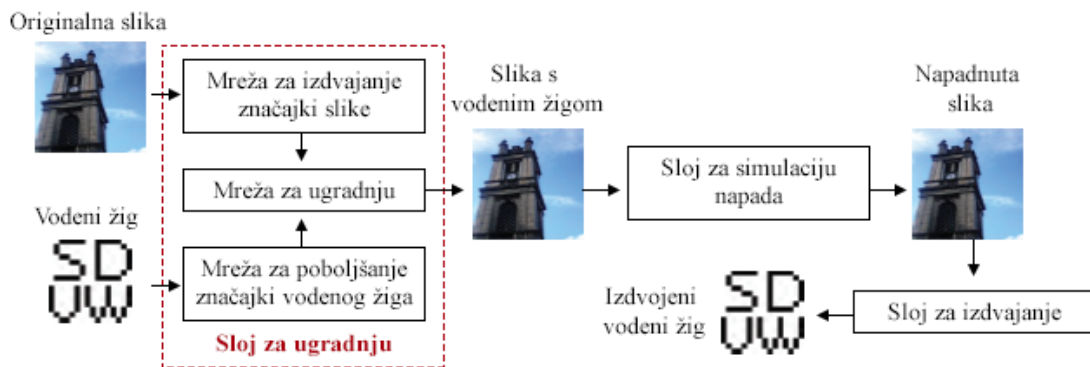 Originalna slika
Mreža za izdvajanje
značajki slike
Mreža za ugradnju
Vodeni žig
SD
UW
Mreža za poboljšanje
značajki vodenog žiga
Sloj za ugradnju
Slika s
vodenim žigom
Sloj za simulaciju
napada
Napadnuta
slika
Sloj za izdvajanje
Izdvojeni
vodeni žig
SD
UW